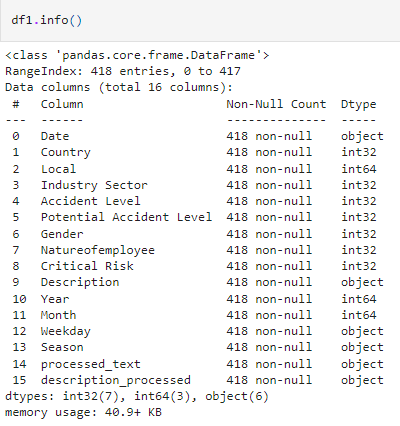 df1.info()
<class 'pandas.core.frame.DataFrame'>
RangeIndex: 418 entries, 0 to 417
Data columns (total 16 columns):
 #   Column                    Non-Null Count  Dtype
---  ------                    --------------  -----
 0   Date                      418 non-null    object
 1   Country                   418 non-null    int32
 2   Local                     418 non-null    int64
 3   Industry Sector           418 non-null    int32
 4   Accident Level            418 non-null    int32
 5   Potential Accident Level  418 non-null    int32
 6   Gender                    418 non-null    int32
 7   Natureofemployee          418 non-null    int32
 8   Critical Risk             418 non-null    int32
 9   Description               418 non-null    object
 10  Year                      418 non-null    int64
 11  Month                     418 non-null    int64
 12  Weekday                   418 non-null    object
 13  Season                    418 non-null    object
 14  processed_text            418 non-null    object
 15  description_processed     418 non-null    object
dtypes: int32(7), int64(3), object(6)
memory usage: 40.9+ KB